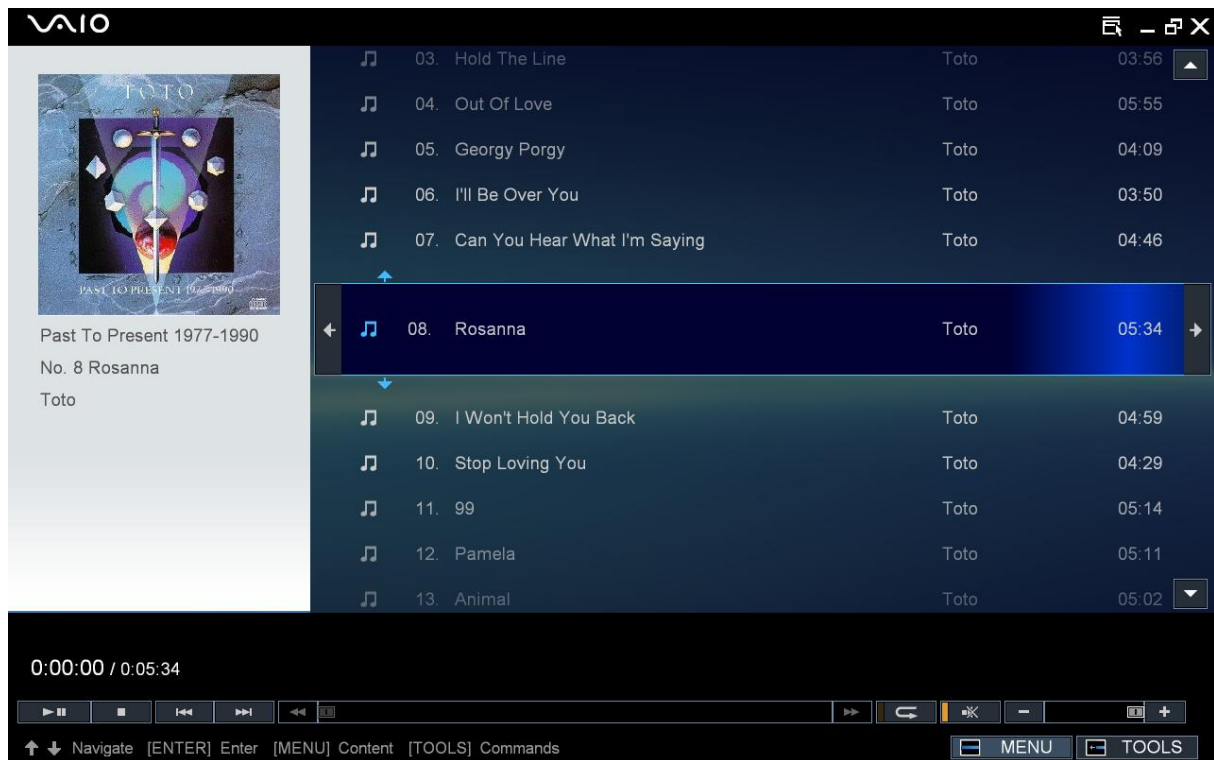 VAIO
TOTO
PAST TO PRESENT 1977-1990
Past To Present 1977-1990
No. 8 Rosanna
Toto
03. Hold The Line Toto 03:56
04. Out Of Love Toto 05:55
05. Georgy Porgy Toto 04:09
06. I'll Be Over You Toto 03:50
07. Can You Hear What I'm Saying Toto 04:46
08. Rosanna Toto 05:34
09. I Won't Hold You Back Toto 04:59
10. Stop Loving You Toto 04:29
11. 99 Toto 05:14
12. Pamela Toto 05:11
13. Animal Toto 05:02
0:00:00 / 0:05:34
Navigate [ENTER] Enter [MENU] Content [TOOLS] Commands
MENU TOOLS